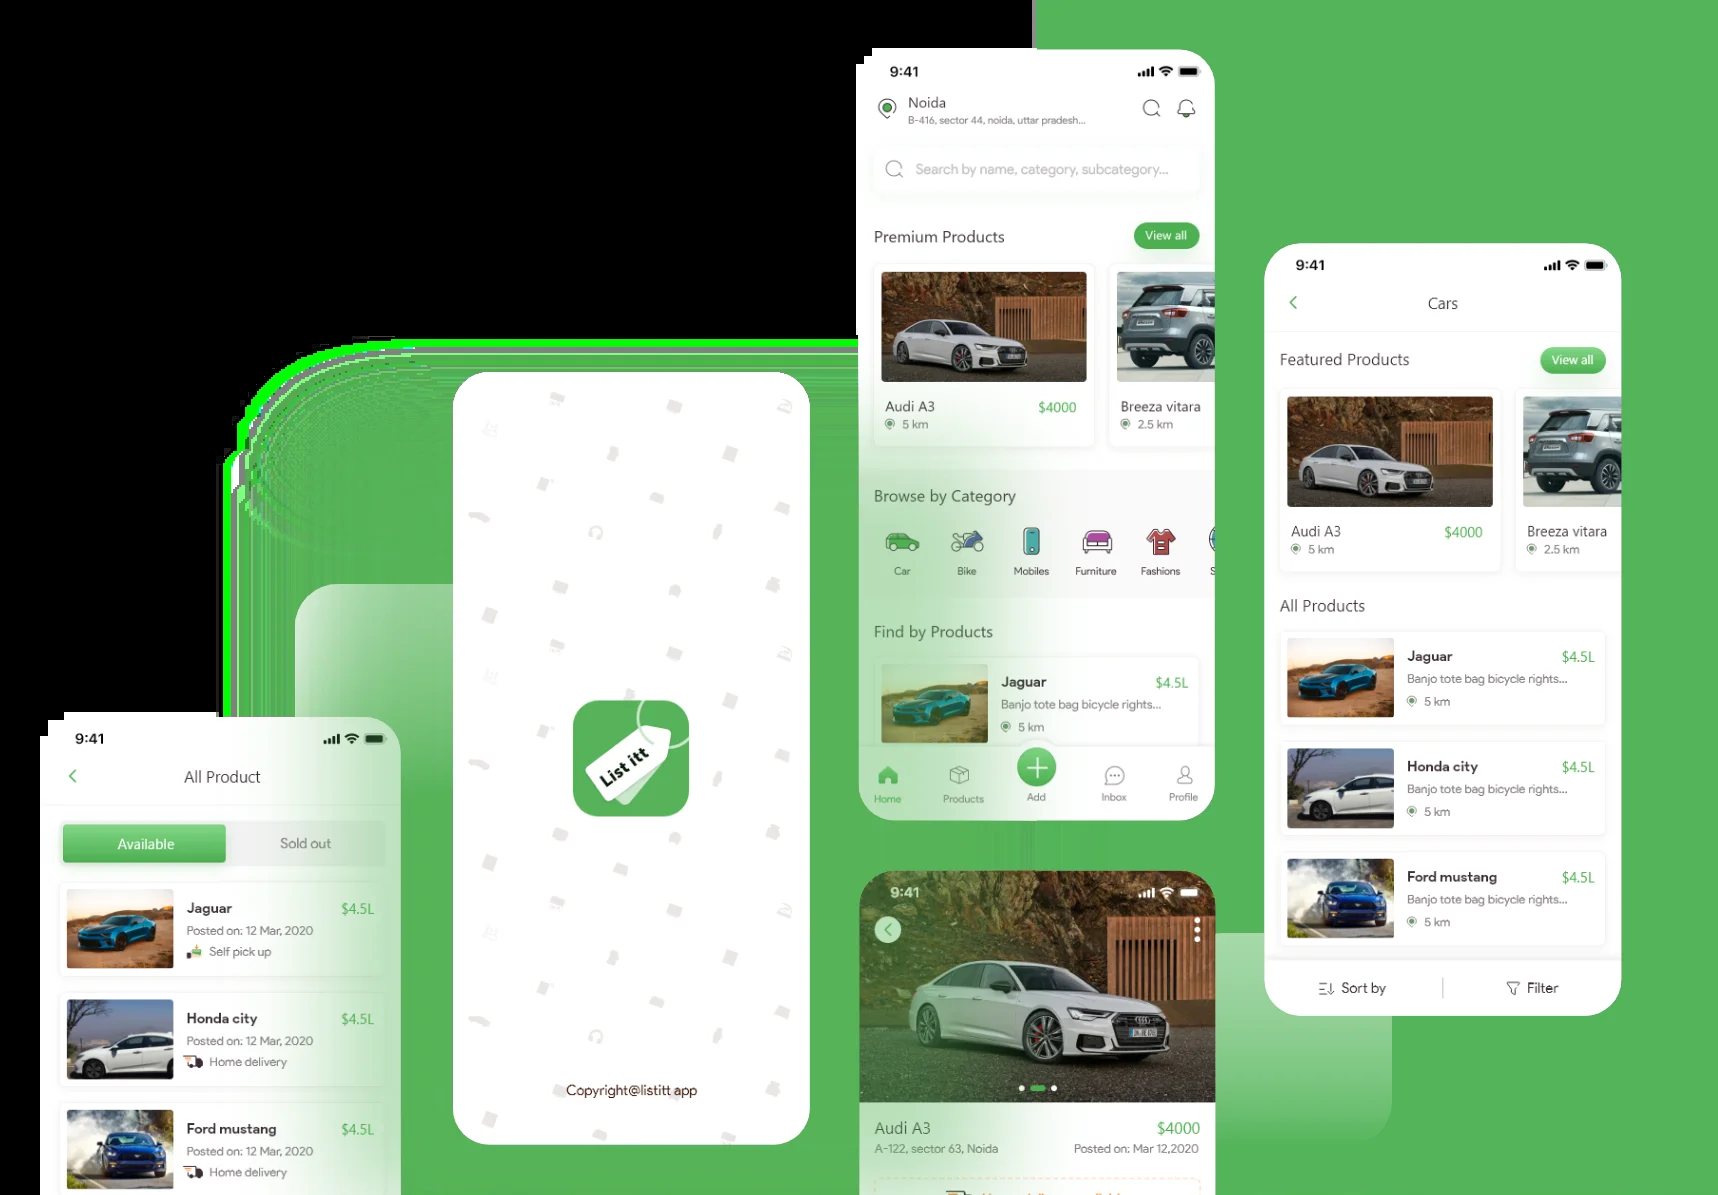 9:41
Noida
B-416, sector 44, noida, uttar pradesh...
Search by name, category, subcategory...
Premium Products
View all
Audi A3
$4000
5 km
Breeza vitara
2.5 km
Browse by Category
Car
Bike
Mobiles
Furniture
Fashions
S
Find by Products
Jaguar
$4.5L
Banjo tote bag bicycle rights...
5 km
Home
Products
Add
Inbox
Profile
9:41
Cars
Featured Products
View all
Audi A3
$4000
5 km
Breeza vitara
2.5 km
All Products
Jaguar
$4.5L
Banjo tote bag bicycle rights...
5 km
Honda city
$4.5L
Banjo tote bag bicycle rights...
5 km
Ford mustang
$4.5L
Banjo tote bag bicycle rights...
5 km
Sort by
Filter
List itt
Copyright@listitt app
9:41
All Product
Available
Sold out
Jaguar
$4.5L
Posted on: 12 Mar, 2020
Self pick up
Honda city
$4.5L
Posted on: 12 Mar, 2020
Home delivery
Ford mustang
$4.5L
Posted on: 12 Mar, 2020
Home delivery
9:41
Audi A3
$4000
A-122, sector 63, Noida
Posted on: Mar 12,2020